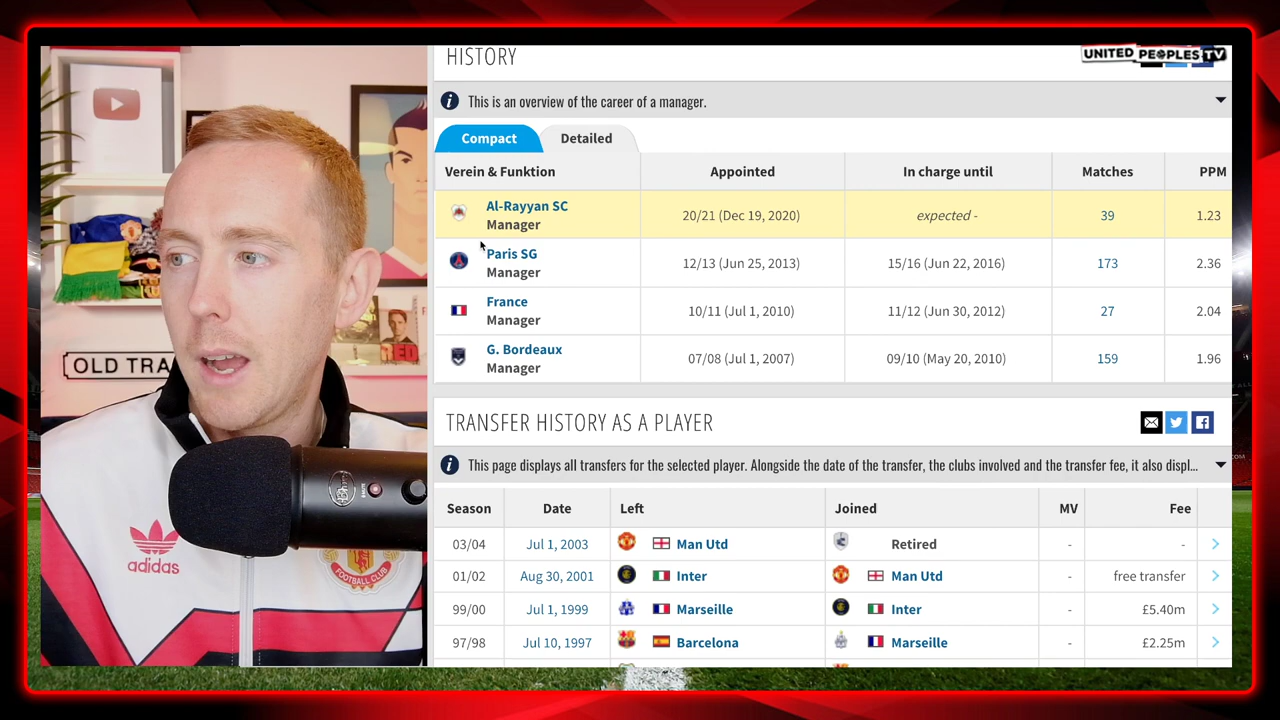 HISTORY
UNITED PEOPLES TV
This is an overview of the career of a manager.
Compact Detailed
Verein & Funktion Appointed In charge until Matches PPM
Al-Rayyan SC
Manager 20/21 (Dec 19, 2020) expected - 39 1.23
Paris SG
Manager 12/13 (Jun 25, 2013) 15/16 (Jun 22, 2016) 173 2.36
France
Manager 10/11 (Jul 1, 2010) 11/12 (Jun 30, 2012) 27 2.04
G. Bordeaux
Manager 07/08 (Jul 1, 2007) 09/10 (May 20, 2010) 159 1.96
TRANSFER HISTORY AS A PLAYER
This page displays all transfers for the selected player. Alongside the date of the transfer, the clubs involved and the transfer fee, it also displ...
Season Date Left Joined MV Fee
03/04 Jul 1, 2003 Man Utd Retired - -
01/02 Aug 30, 2001 Inter Man Utd - free transfer
99/00 Jul 1, 1999 Marseille Inter - £5.40m
97/98 Jul 10, 1997 Barcelona Marseille - £2.25m
OLD TRA
RED
adidas
FOOTBALL CLUB